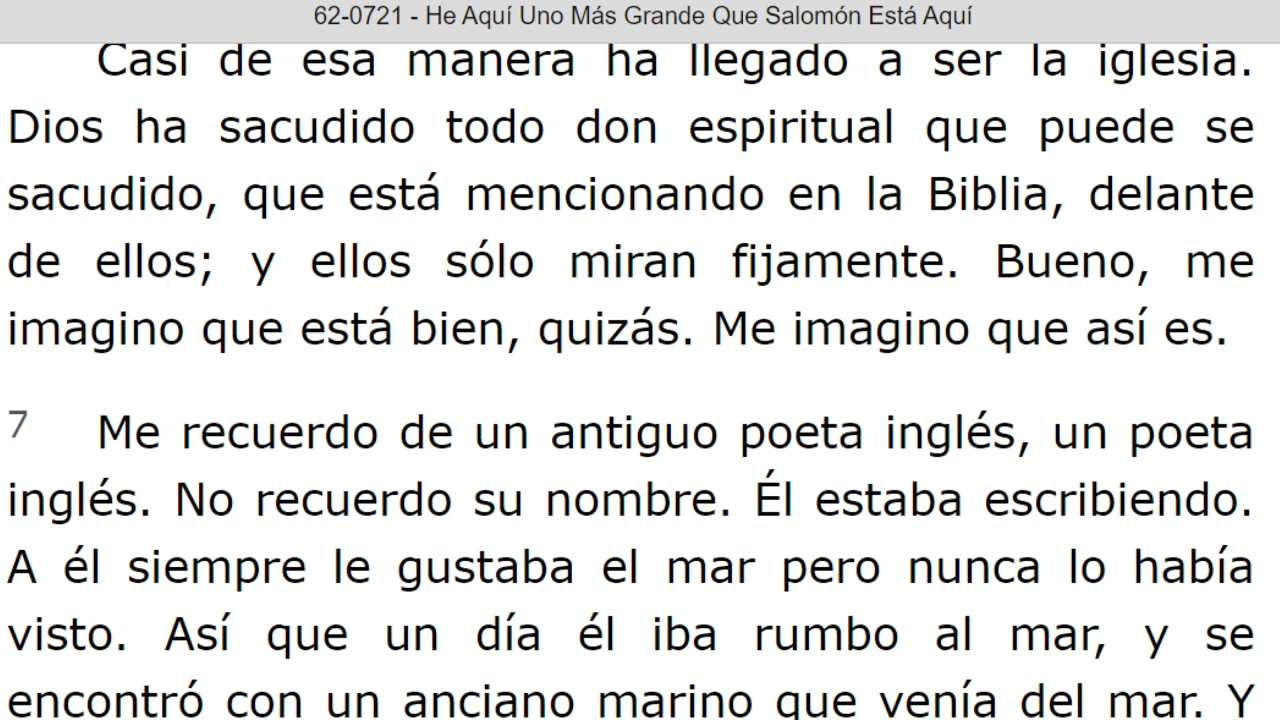 62-0721 - He Aquí Uno Más Grande Que Salomón Está Aquí
Casi de esa manera ha llegado a ser la iglesia.
Dios ha sacudido todo don espiritual que puede se
sacudido, que está mencionando en la Biblia, delante
de ellos; y ellos sólo miran fijamente. Bueno, me
imagino que está bien, quizás. Me imagino que así es.
7 Me recuerdo de un antiguo poeta inglés, un poeta
inglés. No recuerdo su nombre. Él estaba escribiendo.
A él siempre le gustaba el mar pero nunca lo había
visto. Así que un día él iba rumbo al mar, y se
encontró con un anciano marino que venía del mar. Y